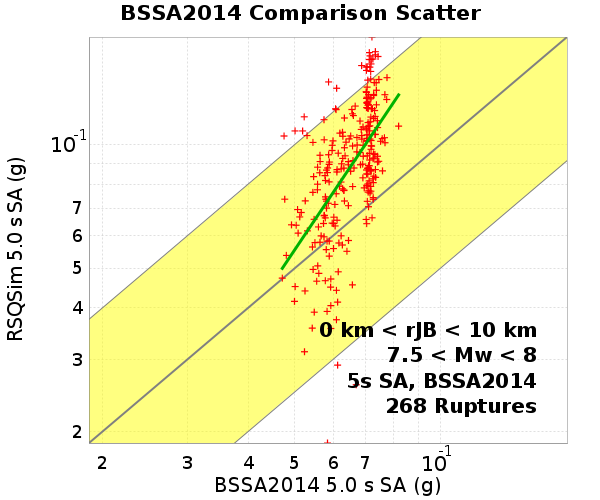 BSSA2014 Comparison Scatter
RSQSim 5.0 s SA (g)
10⁻¹
7
6
5
4
3
2
0 km < rJB < 10 km
7.5 < Mw < 8
5s SA, BSSA2014
268 Ruptures
2 3 4 5 6 7 10⁻¹
BSSA2014 5.0 s SA (g)